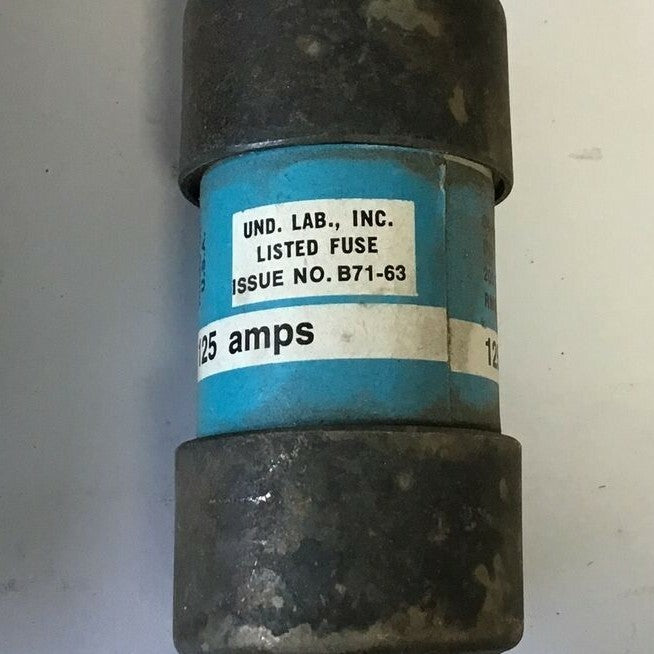 UND. LAB., INC.
LISTED FUSE
ISSUE NO. B71-63
125 amps
U.S.A.